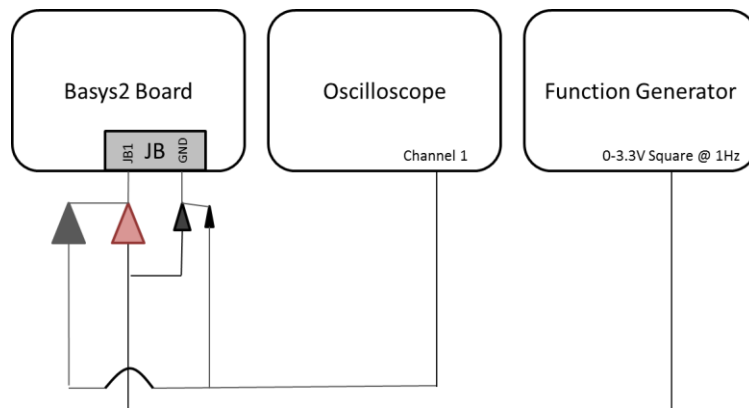 Basys2 Board
Oscilloscope
Function Generator
JB1
JB
GND
Channel 1
0-3.3V Square @ 1Hz